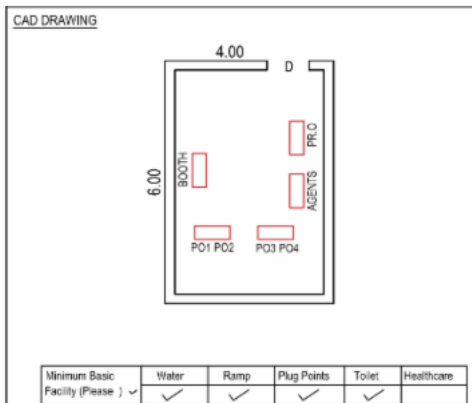 CAD DRAWING
4.00
D
6.00
BOOTH
PR.O
AGENTS
PO1 PO2 PO3 PO4
Minimum Basic Water Ramp Plug Points Toilet Healthcare
Facility (Please ) ✓ ✓ ✓ ✓ ✓